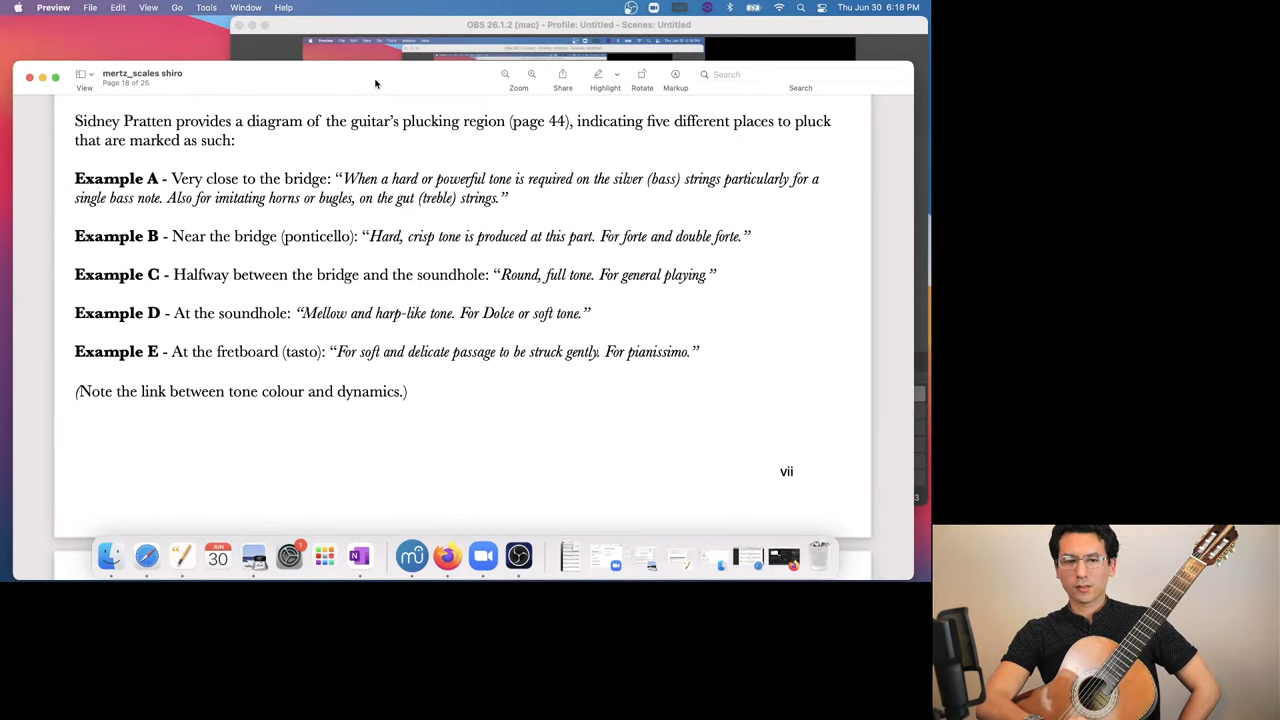 Preview File Edit View Go Tools Window Help
Thu Jun 30 6:18 PM
OBS 26.1.2 (mac) - Profile: Untitled - Scenes: Untitled
mertz_scales shiro
Page 18 of 25
View
Zoom
Share
Highlight
Rotate
Markup
Search
Search
Sidney Pratten provides a diagram of the guitar's plucking region (page 44), indicating five different places to pluck
that are marked as such:
Example A - Very close to the bridge: “When a hard or powerful tone is required on the silver (bass) strings particularly for a
single bass note. Also for imitating horns or bugles, on the gut (treble) strings.”
Example B - Near the bridge (ponticello): “Hard, crisp tone is produced at this part. For forte and double forte.”
Example C - Halfway between the bridge and the soundhole: “Round, full tone. For general playing.”
Example D - At the soundhole: “Mellow and harp-like tone. For Dolce or soft tone.”
Example E - At the fretboard (tasto): “For soft and delicate passage to be struck gently. For pianissimo.”
(Note the link between tone colour and dynamics.)
vii
3
JUN
30
1